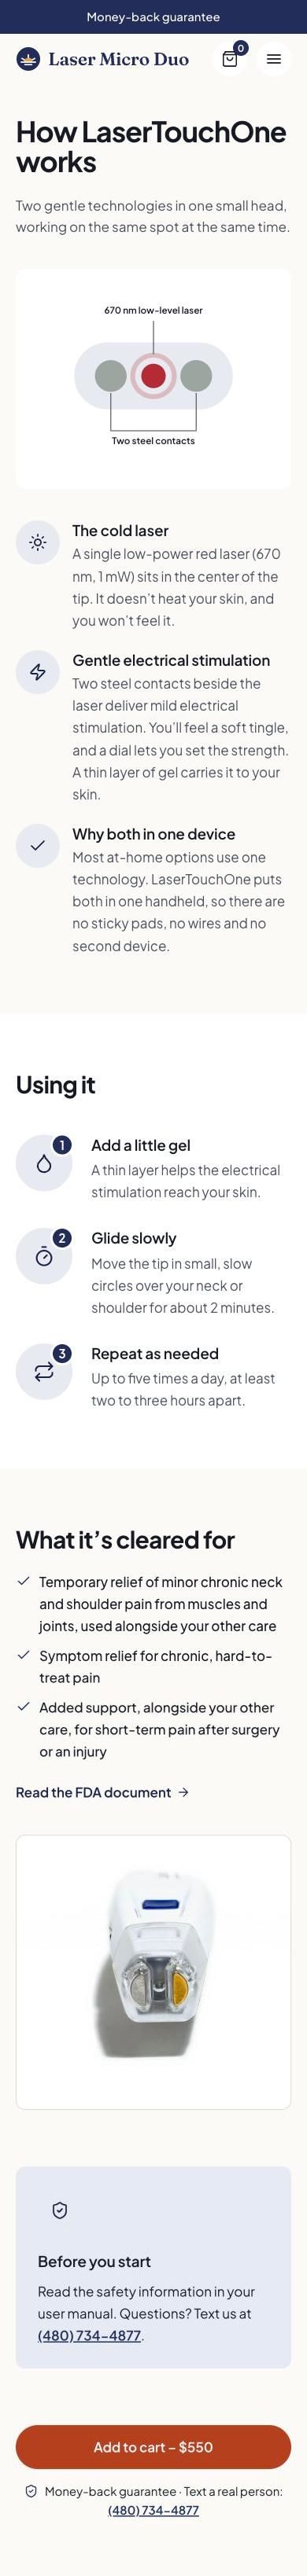 Money-back guarantee
Laser Micro Duo
0
How LaserTouchOne
works
Two gentle technologies in one small head,
working on the same spot at the same time.
670 nm low-level laser
Two steel contacts
The cold laser
A single low-power red laser (670
nm, 1 mW) sits in the center of the
tip. It doesn’t heat your skin, and
you won’t feel it.
Gentle electrical stimulation
Two steel contacts beside the
laser deliver mild electrical
stimulation. You’ll feel a soft tingle,
and a dial lets you set the strength.
A thin layer of gel carries it to your
skin.
Why both in one device
Most at-home options use one
technology. LaserTouchOne puts
both in one handheld, so there are
no sticky pads, no wires and no
second device.
Using it
1
Add a little gel
A thin layer helps the electrical
stimulation reach your skin.
2
Glide slowly
Move the tip in small, slow
circles over your neck or
shoulder for about 2 minutes.
3
Repeat as needed
Up to five times a day, at least
two to three hours apart.
What it’s cleared for
Temporary relief of minor chronic neck
and shoulder pain from muscles and
joints, used alongside your other care
Symptom relief for chronic, hard-to-
treat pain
Added support, alongside your other
care, for short-term pain after surgery
or an injury
Read the FDA document →
Before you start
Read the safety information in your
user manual. Questions? Text us at
(480) 734-4877.
Add to cart – $550
Money-back guarantee · Text a real person:
(480) 734-4877